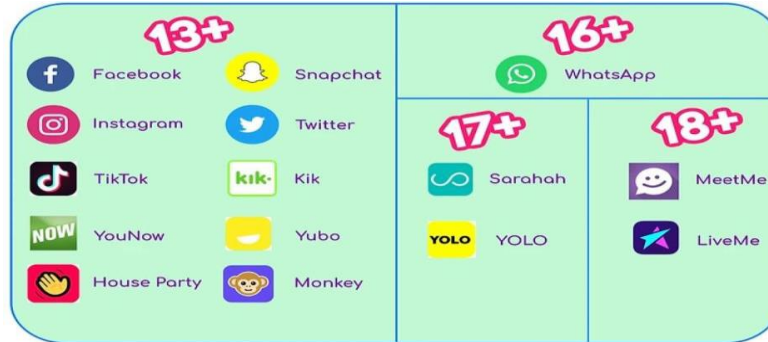 13+
Facebook
Snapchat
Instagram
Twitter
TikTok
kik.
Kik
NOW
YouNow
Yubo
House Party
Monkey
16+
WhatsApp
17+
Sarahah
YOLO
YOLO
18+
MeetMe
LiveMe